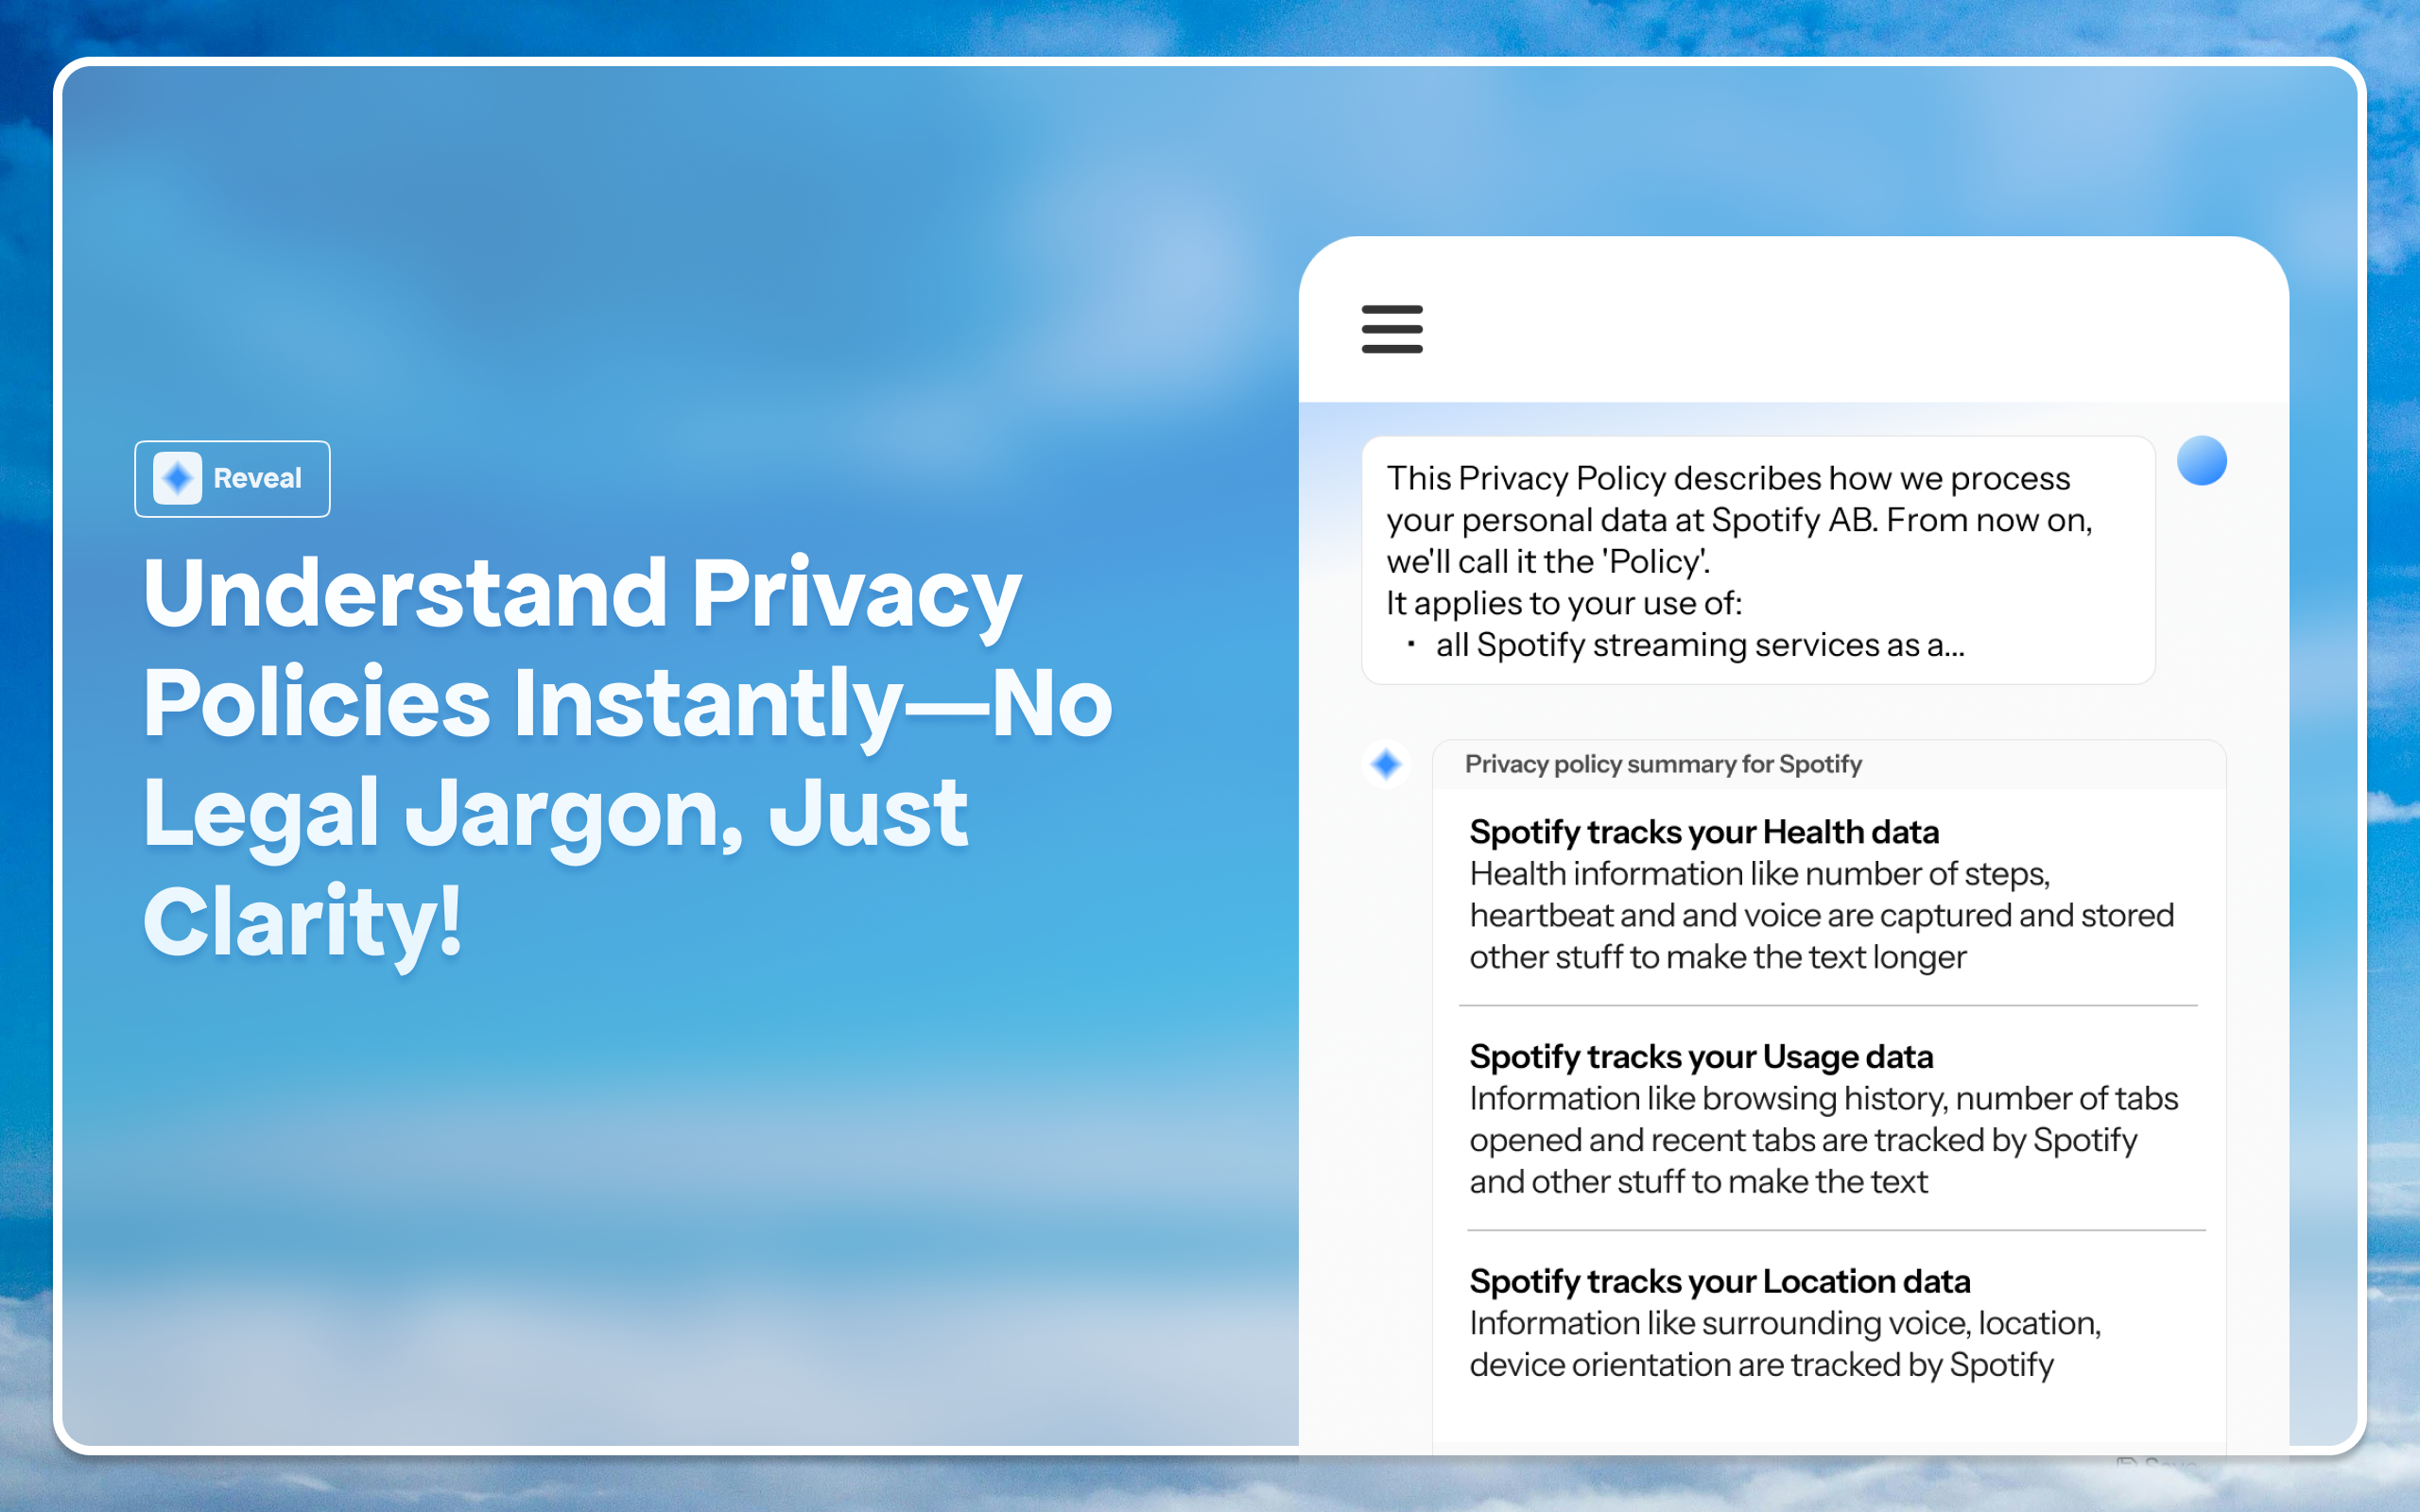 Reveal
Understand Privacy
Policies Instantly—No
Legal Jargon, Just
Clarity!
This Privacy Policy describes how we process
your personal data at Spotify AB. From now on,
we'll call it the 'Policy'.
It applies to your use of:
· all Spotify streaming services as a...
Privacy policy summary for Spotify
Spotify tracks your Health data
Health information like number of steps,
heartbeat and and voice are captured and stored
other stuff to make the text longer
Spotify tracks your Usage data
Information like browsing history, number of tabs
opened and recent tabs are tracked by Spotify
and other stuff to make the text
Spotify tracks your Location data
Information like surrounding voice, location,
device orientation are tracked by Spotify